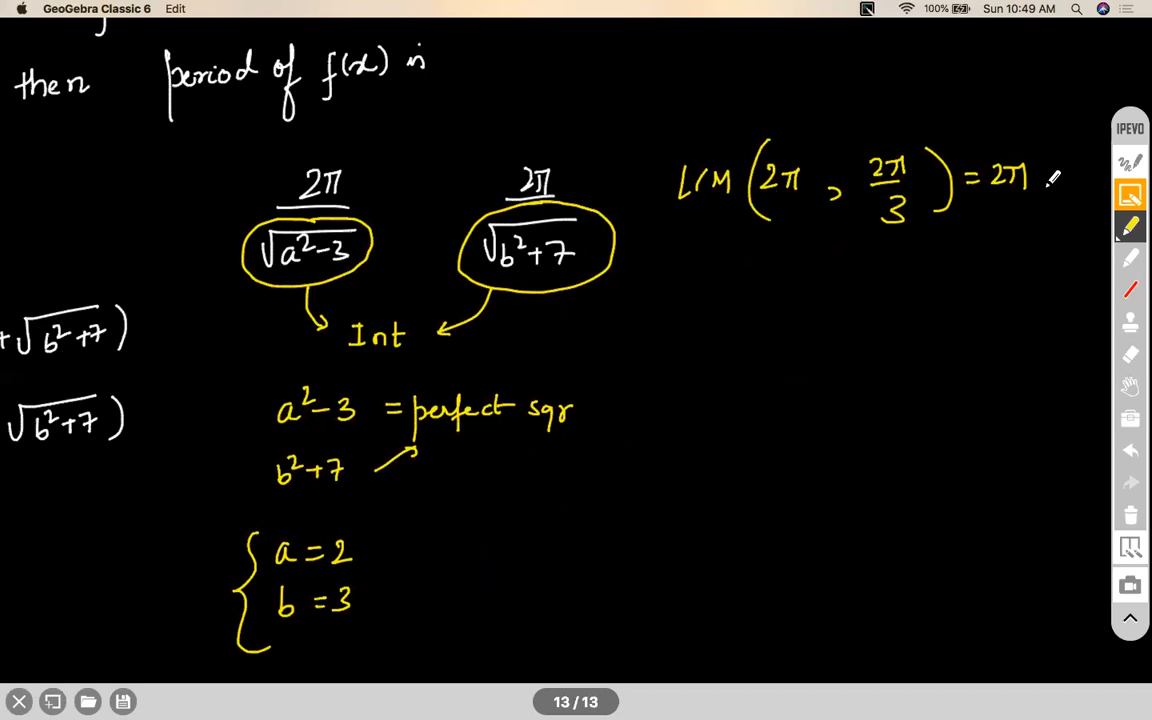 GeoGebra Classic 6 Edit 100% Sun 10:49 AM
then period of f(x) is
2π/√(a²-3) 2π/√(b²+7) LCM (2π, 2π/3) = 2π
IPEVO
Int
+√(b²+7))
a²-3 = perfect sqr
√(b²+7))
b²+7
a = 2
b = 3
13 / 13